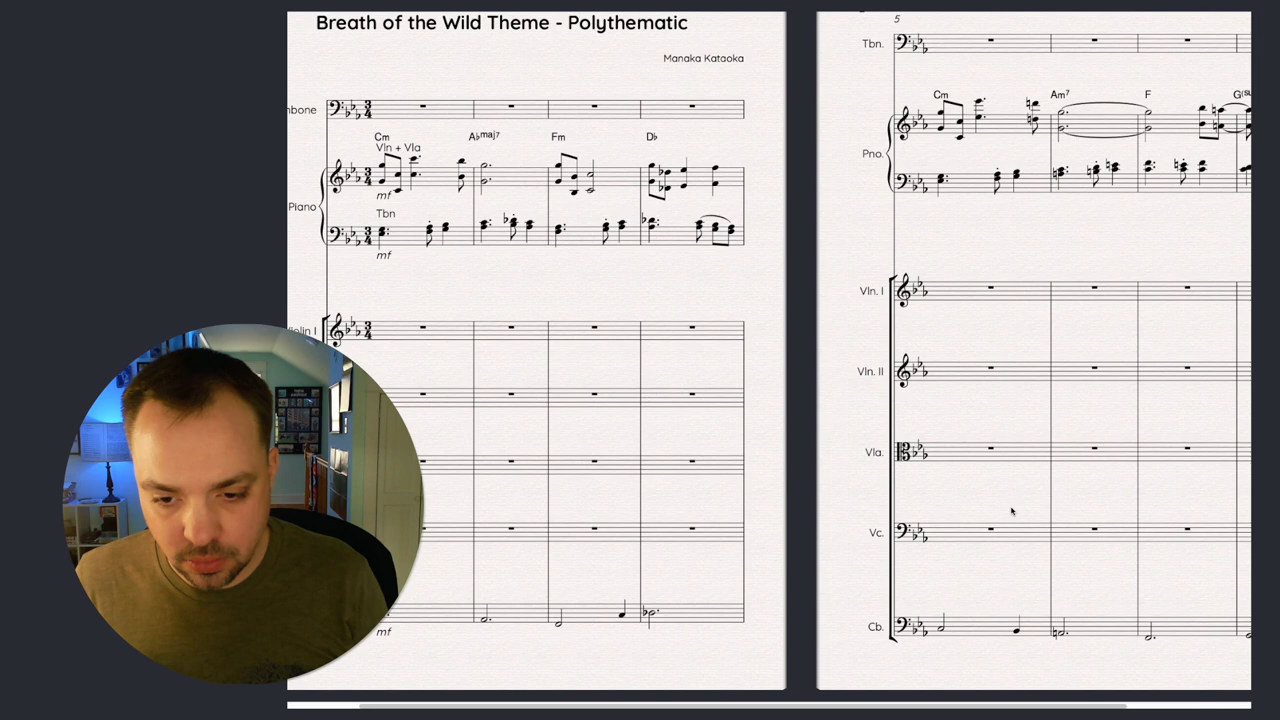 Breath of the Wild Theme - Polythematic
Manaka Kataoka
nbone
Cm
A♭maj7
Fm
D♭
Vln + Vla
mf
Piano
Tbn
mf
Violin I
mf
5
Tbn.
Cm
Am7
F
Pno.
Vln. I
Vln. II
Vla.
Vc.
Cb.